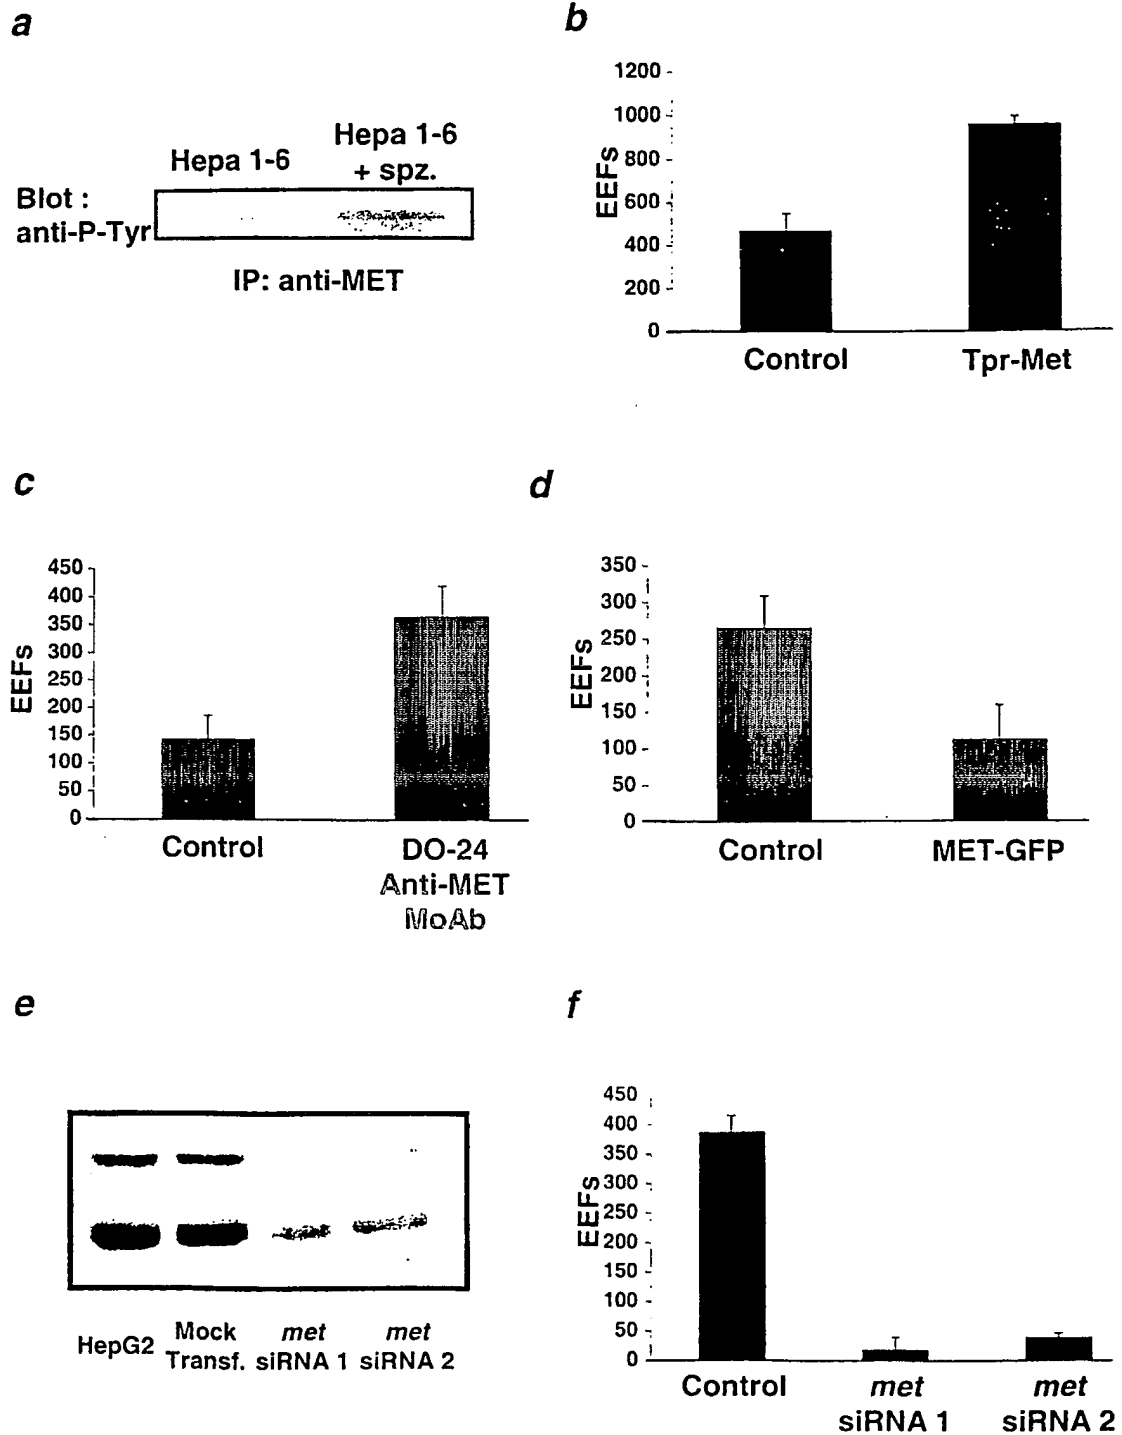 a
Hepa 1-6
Hepa 1-6
+ spz.
Blot :
anti-P-Tyr
IP: anti-MET
b
EEFs
1200
1000
800
600
400
200
0
Control
Tpr-Met
c
EEFs
450
400
350
300
250
200
150
100
50
0
Control
DO-24
Anti-MET
MoAb
d
EEFs
350
300
250
200
150
100
50
0
Control
MET-GFP
e
HepG2
Mock
Transf.
met
siRNA 1
met
siRNA 2
f
EEFs
450
400
350
300
250
200
150
100
50
0
Control
met
siRNA 1
met
siRNA 2